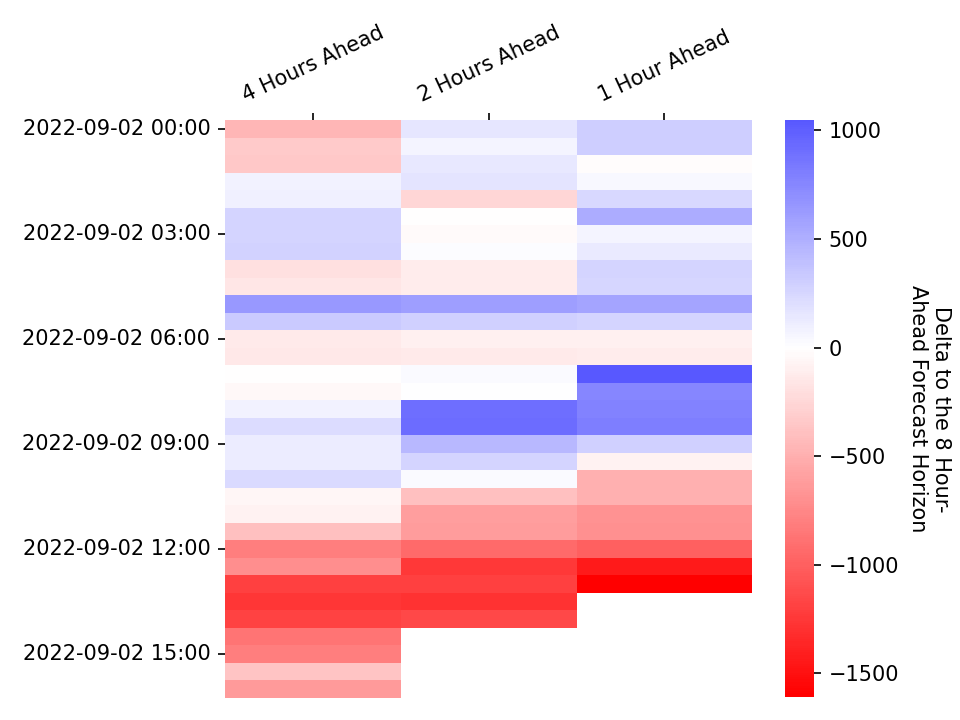 4 Hours Ahead
2 Hours Ahead
1 Hour Ahead
2022-09-02 00:00
2022-09-02 03:00
2022-09-02 06:00
2022-09-02 09:00
2022-09-02 12:00
2022-09-02 15:00
1000
500
0
−500
−1000
−1500
Delta to the 8 Hour-
Ahead Forecast Horizon